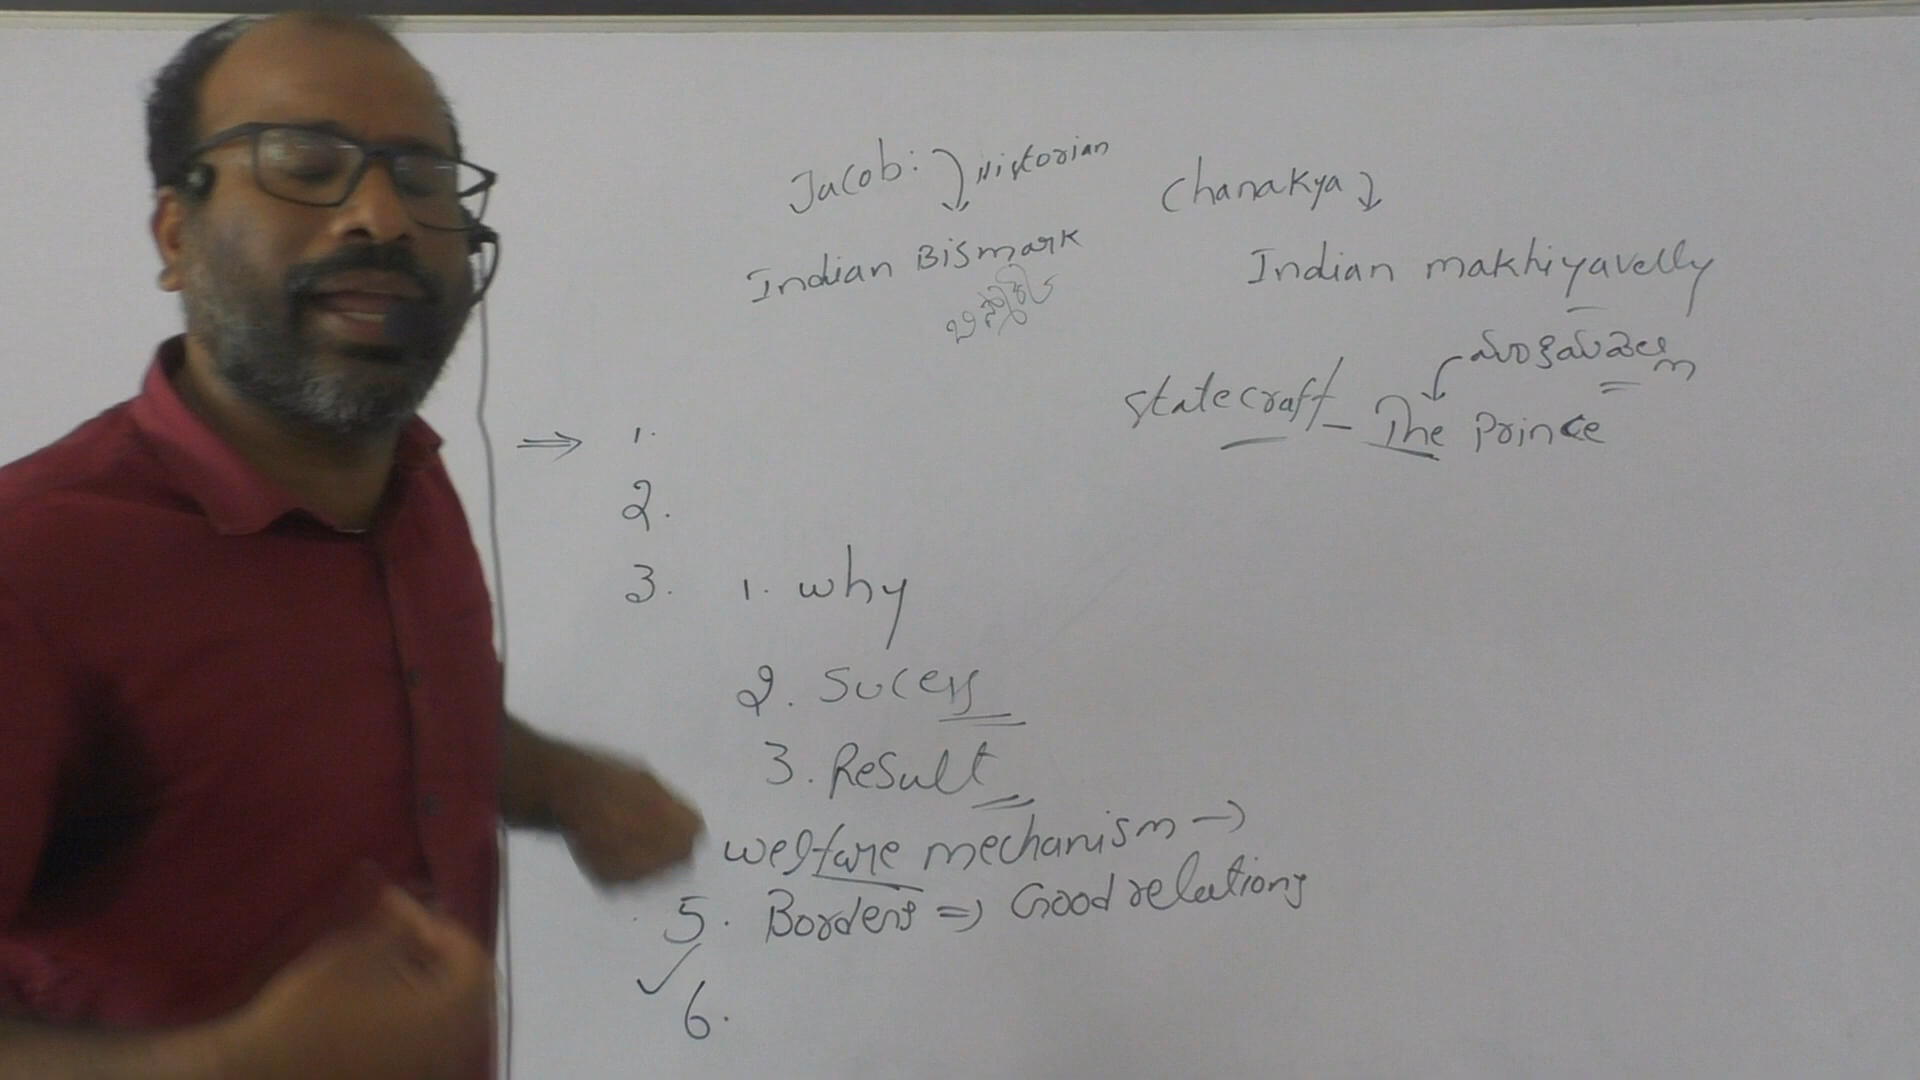 Jacob: Historian
Indian Bismark
Chanakya
Indian makhiyavelly
statecraft - The Prince
⇒ 1.
2.
3. 1. why
2. Sucess
3. Result
welfare mechanism →
5. Borders ⇒ Good relations
✓ 6.